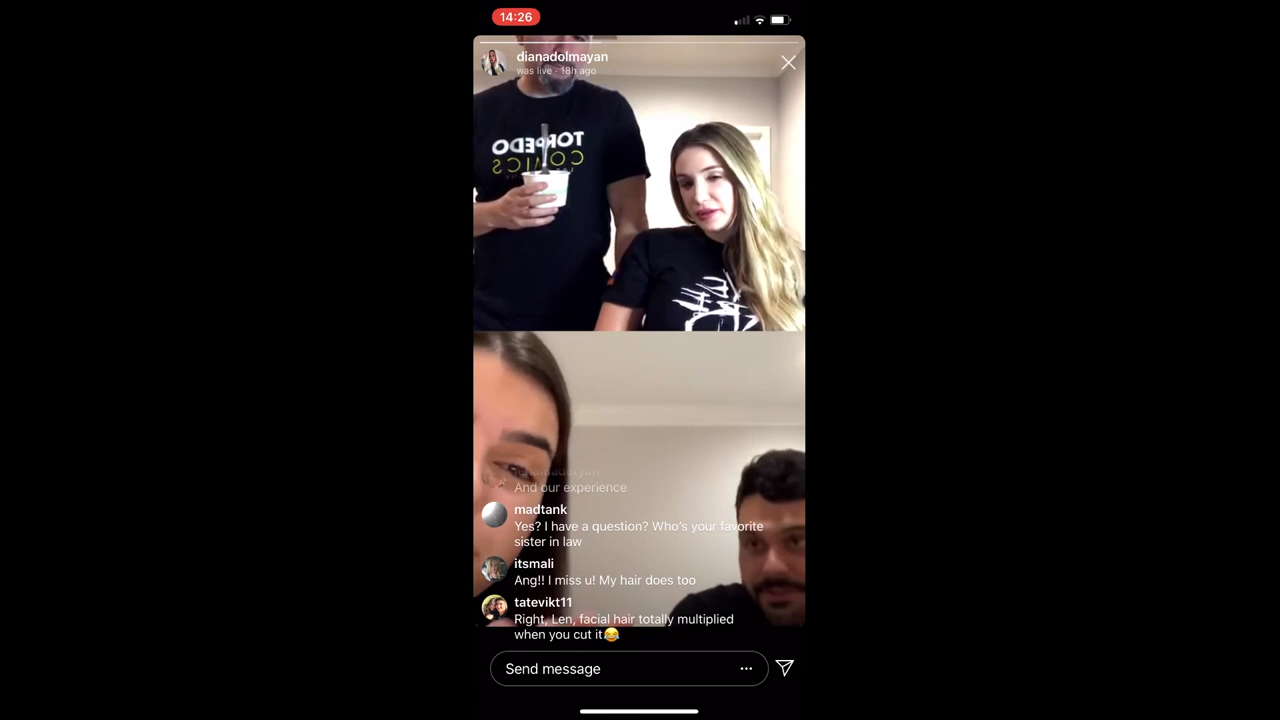 14:26
dianadolmayan
was live · 18h ago
TORPEDO
COMICS
And our experience
madtank
Yes? I have a question? Who's your favorite
sister in law
itsmali
Ang!! I miss u! My hair does too
tatevikt11
Right, Len, facial hair totally multiplied
when you cut it😂
Send message